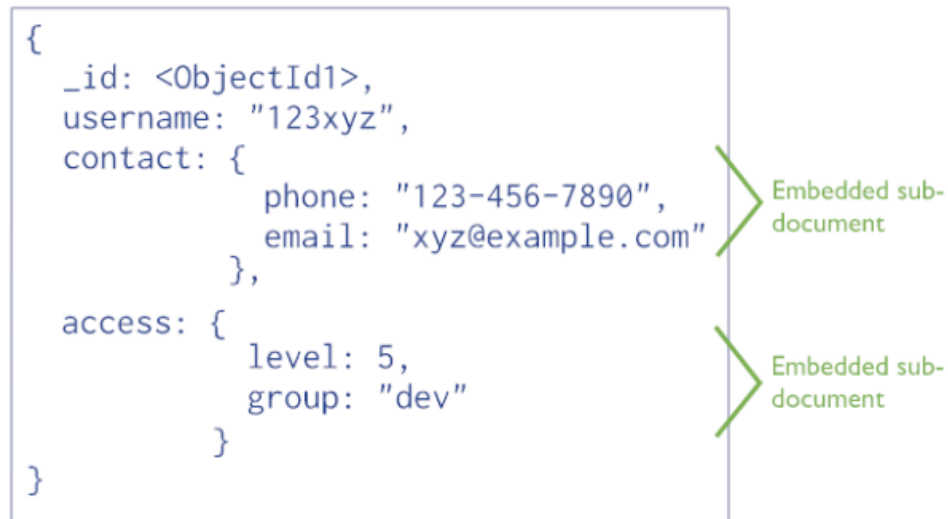 {
_id: <ObjectId1>,
username: "123xyz",
contact: {
phone: "123-456-7890",
email: "xyz@example.com"
},
Embedded sub-
document
access: {
level: 5,
group: "dev"
}
Embedded sub-
document
}